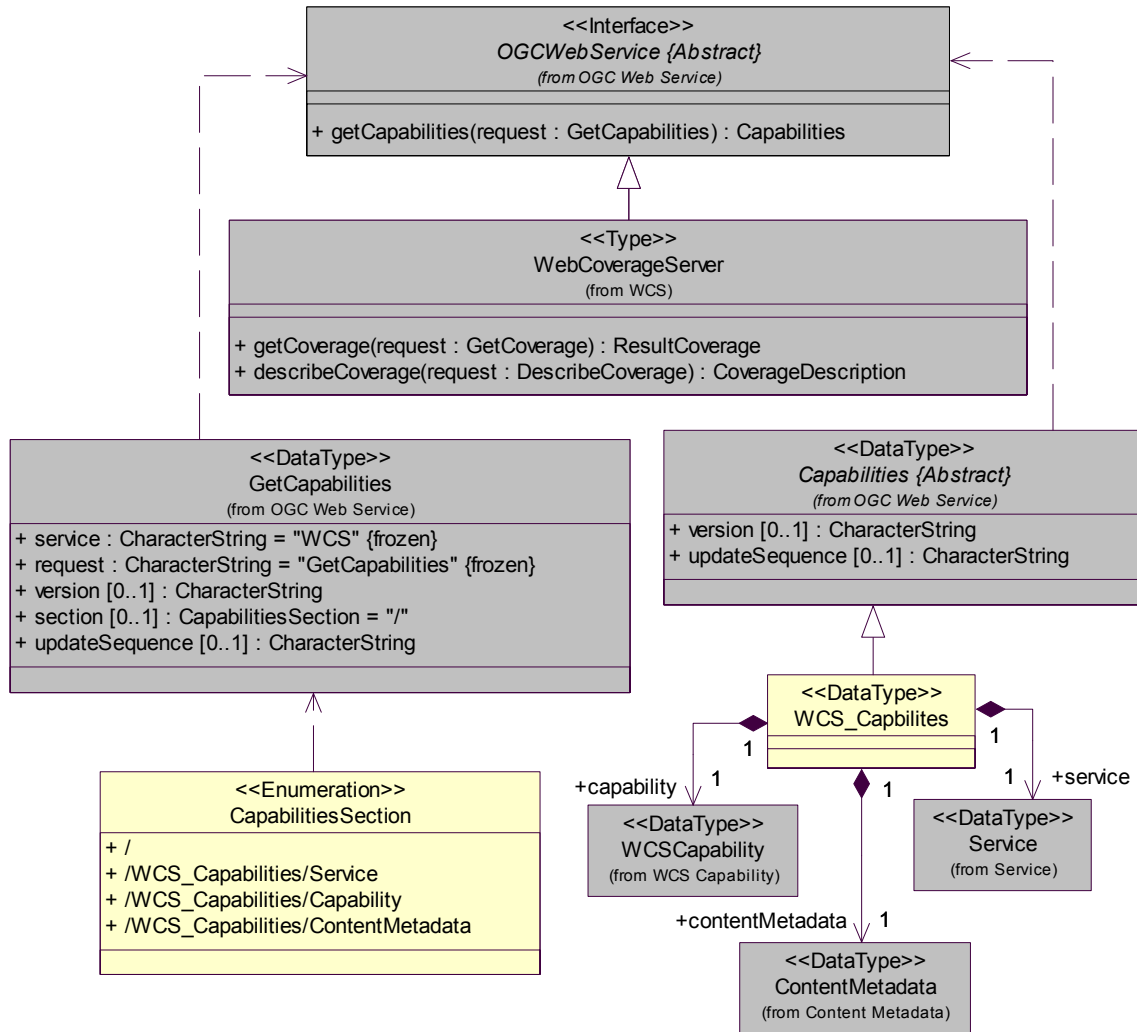 <<Interface>>
OGCWebService {Abstract}
(from OGC Web Service)
+ getCapabilities(request : GetCapabilities) : Capabilities
<<Type>>
WebCoverageServer
(from WCS)
+ getCoverage(request : GetCoverage) : ResultCoverage
+ describeCoverage(request : DescribeCoverage) : CoverageDescription
<<DataType>>
GetCapabilities
(from OGC Web Service)
+ service : CharacterString = "WCS" {frozen}
+ request : CharacterString = "GetCapabilities" {frozen}
+ version [0..1] : CharacterString
+ section [0..1] : CapabilitiesSection = "/"
+ updateSequence [0..1] : CharacterString
<<DataType>>
Capabilities {Abstract}
(from OGC Web Service)
+ version [0..1] : CharacterString
+ updateSequence [0..1] : CharacterString
<<Enumeration>>
CapabilitiesSection
+ /
+ /WCS_Capabilities/Service
+ /WCS_Capabilities/Capability
+ /WCS_Capabilities/ContentMetadata
<<DataType>>
WCS_Capbilites
1
1
1
+capability
1
1
+service
<<DataType>>
WCSCapability
(from WCS Capability)
<<DataType>>
Service
(from Service)
+contentMetadata
1
<<DataType>>
ContentMetadata
(from Content Metadata)